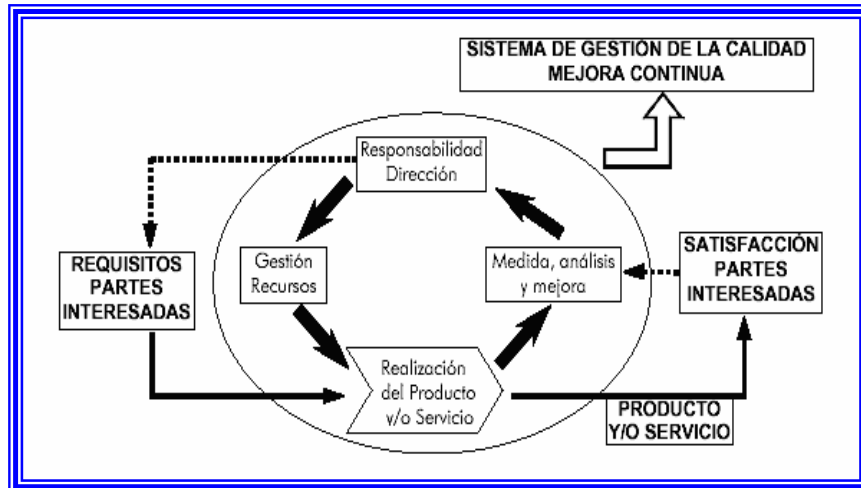 SISTEMA DE GESTIÓN DE LA CALIDAD
MEJORA CONTINUA
Responsabilidad
Dirección
REQUISITOS
PARTES
INTERESADAS
Gestión
Recursos
Medida, análisis
y mejora
SATISFACCIÓN
PARTES
INTERESADAS
Realización
del Producto
y/o Servicio
PRODUCTO
Y/O SERVICIO